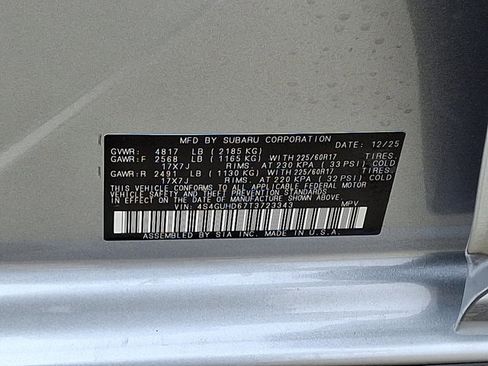 MFD BY SUBARU CORPORATION DATE: 12/25
GVWR: 4817 LB (2185 KG)
GAWR:F 2568 LB (1165 KG) WITH 225/60R17 TIRES.
17X7J RIMS. AT 230 KPA (33 PSI) COLD
GAWR:R 2491 LB (1130 KG) WITH 225/60R17 TIRES.
17X7J RIMS. AT 220 KPA (32 PSI) COLD
THIS VEHICLE CONFORMS TO ALL APPLICABLE FEDERAL MOTOR
VEHICLE SAFETY AND THEFT PREVENTION STANDARDS
IN EFFECT ON THE DATE OF MANUFACTURE SHOWN ABOVE.
VIN: 4S4GUHD67T3723343 MPV
ASSEMBLED BY SIA INC. MADE IN U.S.A.